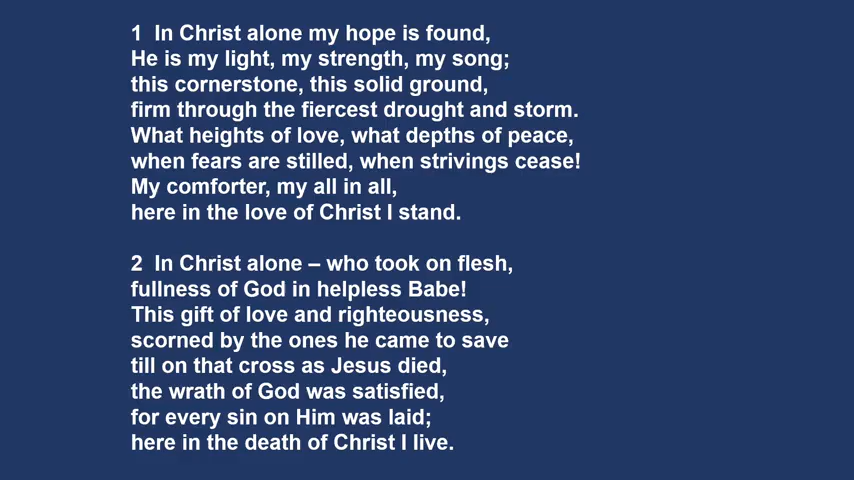 1 In Christ alone my hope is found,
He is my light, my strength, my song;
this cornerstone, this solid ground,
firm through the fiercest drought and storm.
What heights of love, what depths of peace,
when fears are stilled, when strivings cease!
My comforter, my all in all,
here in the love of Christ I stand.
2 In Christ alone – who took on flesh,
fullness of God in helpless Babe!
This gift of love and righteousness,
scorned by the ones he came to save
till on that cross as Jesus died,
the wrath of God was satisfied,
for every sin on Him was laid;
here in the death of Christ I live.